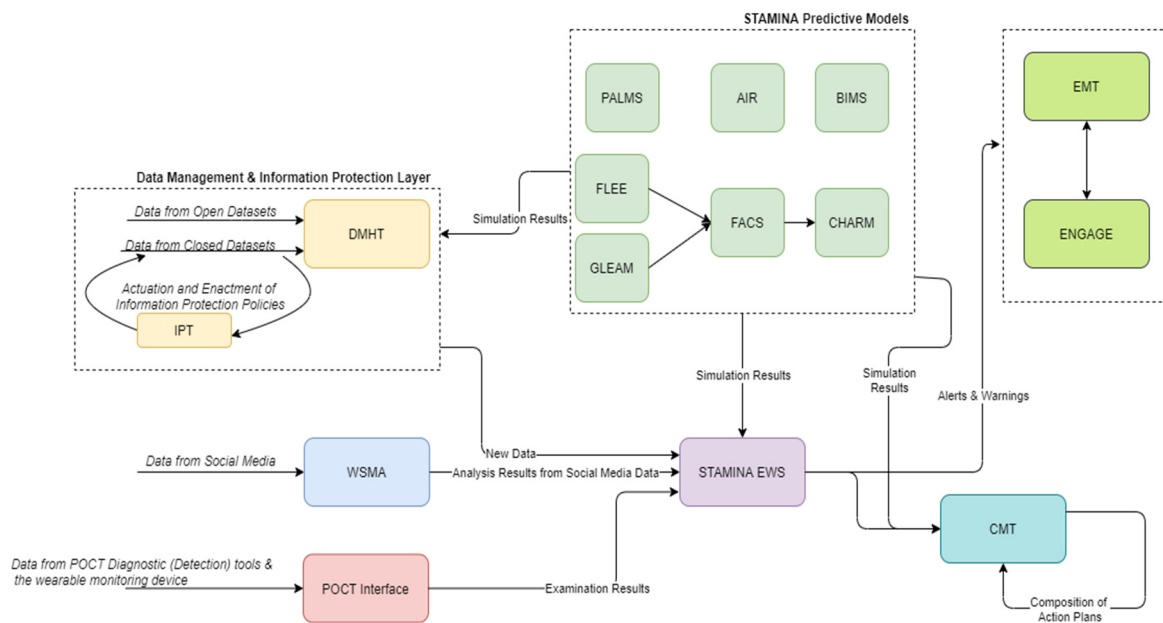 STAMINA Predictive Models
PALMS
AIR
BIMS
EMT
FLEE
FACS
CHARM
GLEAM
ENGAGE
Data Management & Information Protection Layer
Data from Open Datasets
DMHT
Data from Closed Datasets
Actuation and Enactment of
Information Protection Policies
IPT
Simulation Results
Simulation Results
Simulation
Results
Alerts & Warnings
Data from Social Media
WSMA
New Data
Analysis Results from Social Media Data
STAMINA EWS
CMT
Data from POCT Diagnostic (Detection) tools &
the wearable monitoring device
POCT Interface
Examination Results
Composition of
Action Plans